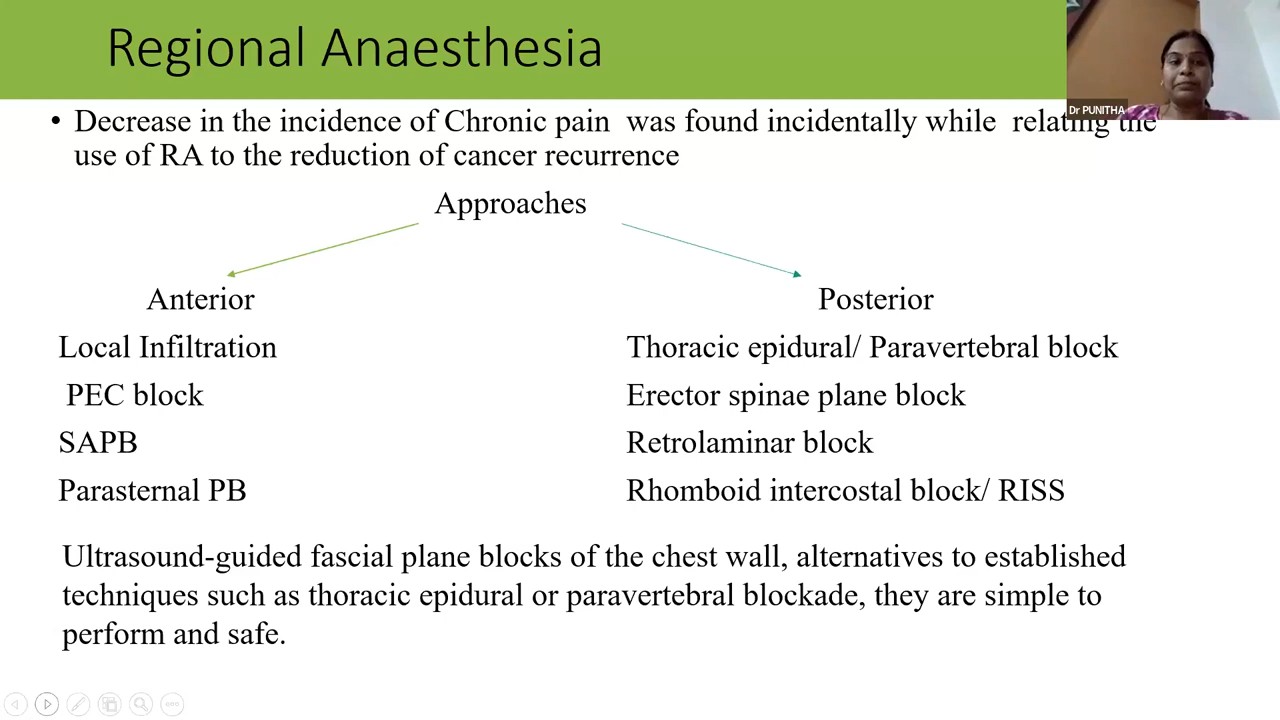 Regional Anaesthesia
Dr PUNITHA
• Decrease in the incidence of Chronic pain was found incidentally while relating the
use of RA to the reduction of cancer recurrence
Approaches
Anterior
Posterior
Local Infiltration
Thoracic epidural/ Paravertebral block
PEC block
Erector spinae plane block
SAPB
Retrolaminar block
Parasternal PB
Rhomboid intercostal block/ RISS
Ultrasound-guided fascial plane blocks of the chest wall, alternatives to established
techniques such as thoracic epidural or paravertebral blockade, they are simple to
perform and safe.